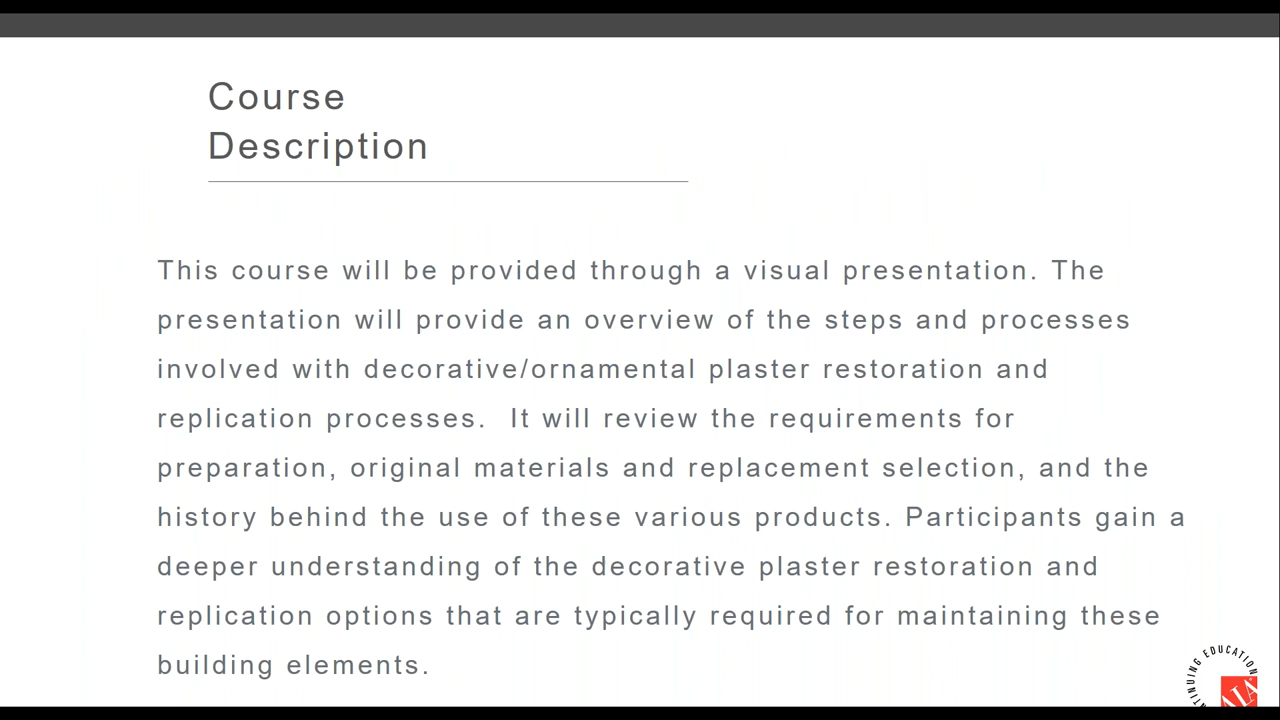 Course
Description
This course will be provided through a visual presentation. The
presentation will provide an overview of the steps and processes
involved with decorative/ornamental plaster restoration and
replication processes.  It will review the requirements for
preparation, original materials and replacement selection, and the
history behind the use of these various products. Participants gain a
deeper understanding of the decorative plaster restoration and
replication options that are typically required for maintaining these
building elements.
EDUCATION
AIA